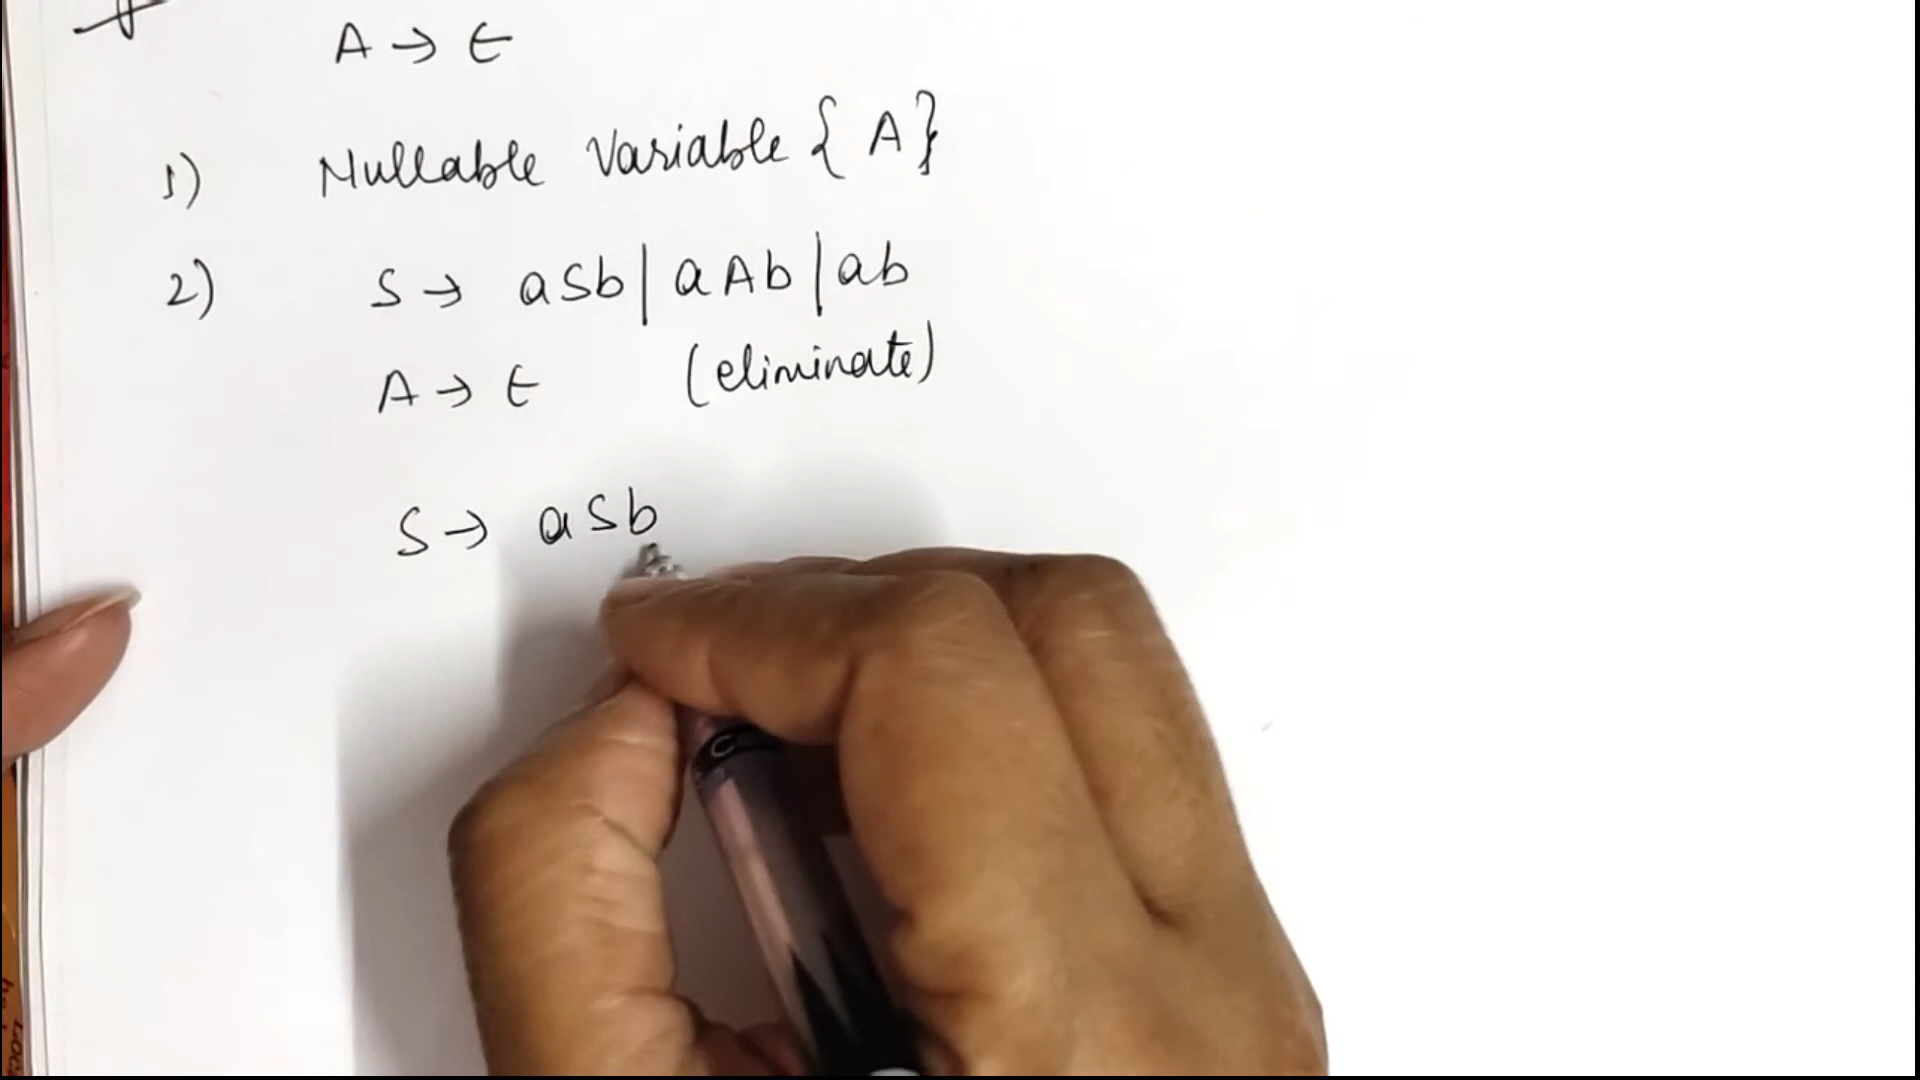 A → ε
1) Nullable Variable { A }
2) S → aSb | aAb | ab
A → ε (eliminate)
S → aSb